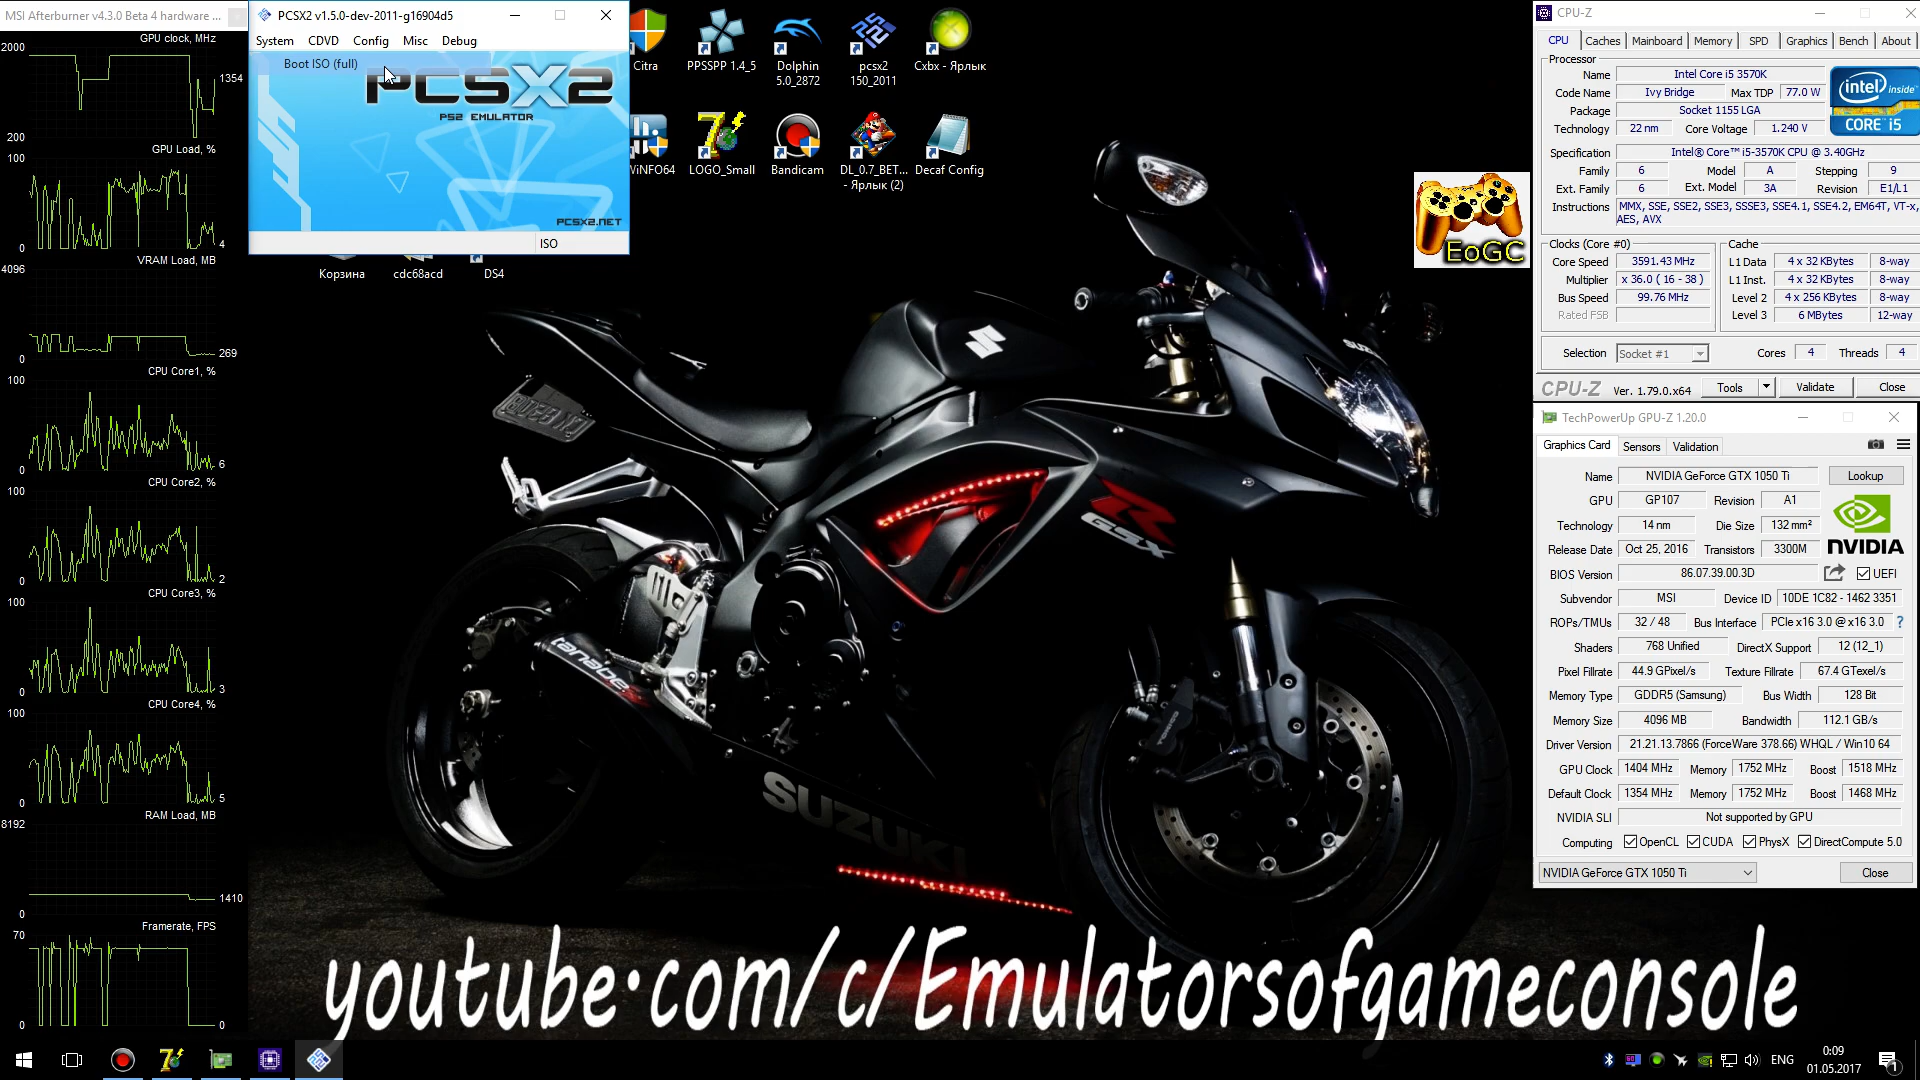 MSI Afterburner v4.3.0 Beta 4 hardware ...
GPU clock, MHz
2000
1354
200
GPU Load, %
100
0
4
VRAM Load, MB
4096
0
269
CPU Core1, %
100
0
6
CPU Core2, %
100
0
2
CPU Core3, %
100
0
3
CPU Core4, %
100
0
5
RAM Load, MB
8192
1410
0
Framerate, FPS
70
0
0
PCSX2 v1.5.0-dev-2011-g16904d5
System CDVD Config Misc Debug
Boot ISO (full)
PCSX2
PS2 EMULATOR
PCSX2.NET
ISO
Citra
PPSSPP 1.4_5
Dolphin 5.0_2872
pcsx2 150_2011
Cxbx - Ярлык
WiNFO64
LOGO_Small
Bandicam
DL_0.7_BET... - Ярлык (2)
Decaf Config
Корзина
cdc68acd
DS4
EoGC
CPU-Z
CPU Caches Mainboard Memory SPD Graphics Bench About
Processor
Name Intel Core i5 3570K
Code Name Ivy Bridge Max TDP 77.0 W
Package Socket 1155 LGA
Technology 22 nm Core Voltage 1.240 V
intel inside
CORE i5
Specification Intel® Core™ i5-3570K CPU @ 3.40GHz
Family 6 Model A Stepping 9
Ext. Family 6 Ext. Model 3A Revision E1/L1
Instructions MMX, SSE, SSE2, SSE3, SSSE3, SSE4.1, SSE4.2, EM64T, VT-x,
AES, AVX
Clocks (Core #0) Cache
Core Speed 3591.43 MHz L1 Data 4 x 32 KBytes 8-way
Multiplier x 36.0 ( 16 - 38 ) L1 Inst. 4 x 32 KBytes 8-way
Bus Speed 99.76 MHz Level 2 4 x 256 KBytes 8-way
Rated FSB Level 3 6 MBytes 12-way
Selection Socket #1 Cores 4 Threads 4
CPU-Z Ver. 1.79.0.x64 Tools Validate Close
TechPowerUp GPU-Z 1.20.0
Graphics Card Sensors Validation
Name NVIDIA GeForce GTX 1050 Ti Lookup
GPU GP107 Revision A1
Technology 14 nm Die Size 132 mm²
Release Date Oct 25, 2016 Transistors 3300M
NVIDIA
BIOS Version 86.07.39.00.3D UEFI
Subvendor MSI Device ID 10DE 1C82 - 1462 3351
ROPs/TMUs 32 / 48 Bus Interface PCIe x16 3.0 @ x16 3.0 ?
Shaders 768 Unified DirectX Support 12 (12_1)
Pixel Fillrate 44.9 GPixel/s Texture Fillrate 67.4 GTexel/s
Memory Type GDDR5 (Samsung) Bus Width 128 Bit
Memory Size 4096 MB Bandwidth 112.1 GB/s
Driver Version 21.21.13.7866 (ForceWare 378.66) WHQL / Win10 64
GPU Clock 1404 MHz Memory 1752 MHz Boost 1518 MHz
Default Clock 1354 MHz Memory 1752 MHz Boost 1468 MHz
NVIDIA SLI Not supported by GPU
Computing OpenCL CUDA PhysX DirectCompute 5.0
NVIDIA GeForce GTX 1050 Ti Close
R
GSX
SUZUKI
youtube.com/c/Emulatorsofgameconsole
ENG
0:09
01.05.2017
1